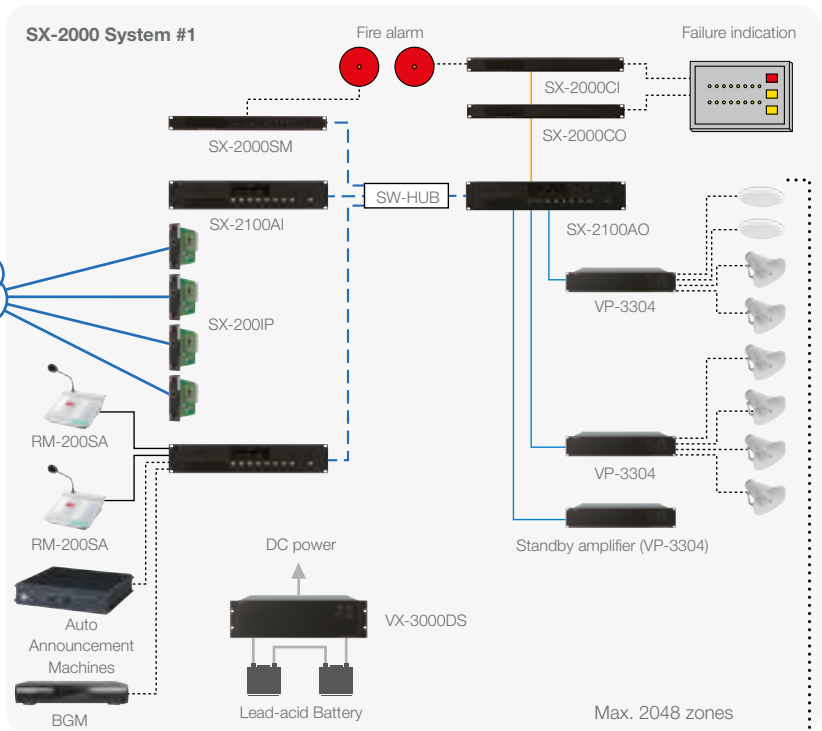 SX-2000 System #1
Fire alarm
Failure indication
SX-2000CI
SX-2000CO
SX-2000SM
SW-HUB
SX-2100AI
SX-2100AO
VP-3304
SX-200IP
RM-200SA
VP-3304
RM-200SA
Standby amplifier (VP-3304)
DC power
VX-3000DS
Auto
Announcement
Machines
Lead-acid Battery
Max. 2048 zones
BGM